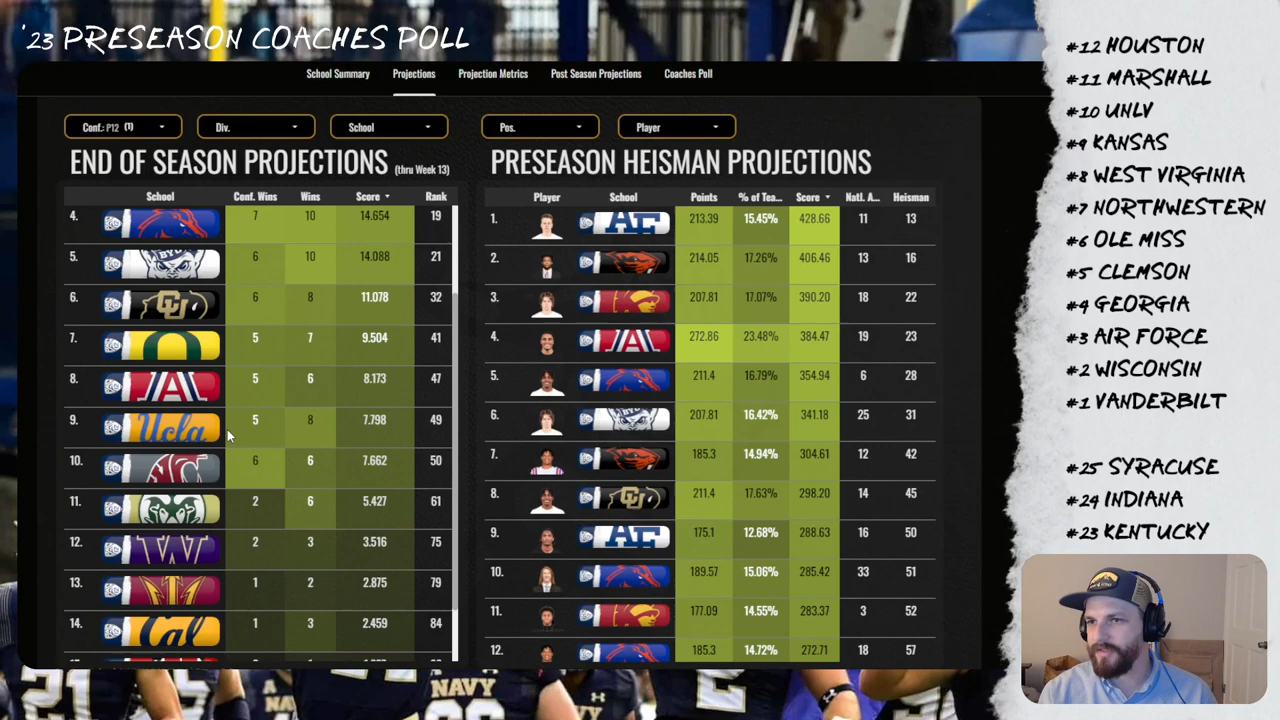 '23 PRESEASON COACHES POLL
School Summary Projections Projection Metrics Post Season Projections Coaches Poll
Conf.: P12 (1) Div. School Pos. Player
END OF SEASON PROJECTIONS (thru Week 13)
School Conf. Wins Wins Score Rank
4. 7 10 14.654 19
5. BYU 6 10 14.088 21
6. CU 6 8 11.078 32
7. O 5 7 9.504 41
8. A 5 6 8.173 47
9. Ucla 5 8 7.798 49
10. 6 6 7.662 50
11. 2 6 5.427 61
12. W 2 3 3.516 75
13. 1 2 2.875 79
14. Cal 1 3 2.459 84
PRESEASON HEISMAN PROJECTIONS
Player School Points % of Tea... Score Natl. A... Heisman
1. AF 213.39 15.45% 428.66 11 13
2. 214.05 17.26% 406.46 13 16
3. 207.81 17.07% 390.20 18 22
4. A 272.86 23.48% 384.47 19 23
5. 211.4 16.79% 354.94 6 28
6. BYU 207.81 16.42% 341.18 25 31
7. 185.3 14.94% 304.61 12 42
8. CU 211.4 17.63% 298.20 14 45
9. AF 175.1 12.68% 288.63 16 50
10. 189.57 15.06% 285.42 33 51
11. 177.09 14.55% 283.37 3 52
12. 185.3 14.72% 272.71 18 57
#12 HOUSTON
#11 MARSHALL
#10 UNLV
#9 KANSAS
#8 WEST VIRGINIA
#7 NORTHWESTERN
#6 OLE MISS
#5 CLEMSON
#4 GEORGIA
#3 AIR FORCE
#2 WISCONSIN
#1 VANDERBILT
#25 SYRACUSE
#24 INDIANA
#23 KENTUCKY
21
NAVY
2
NAVY